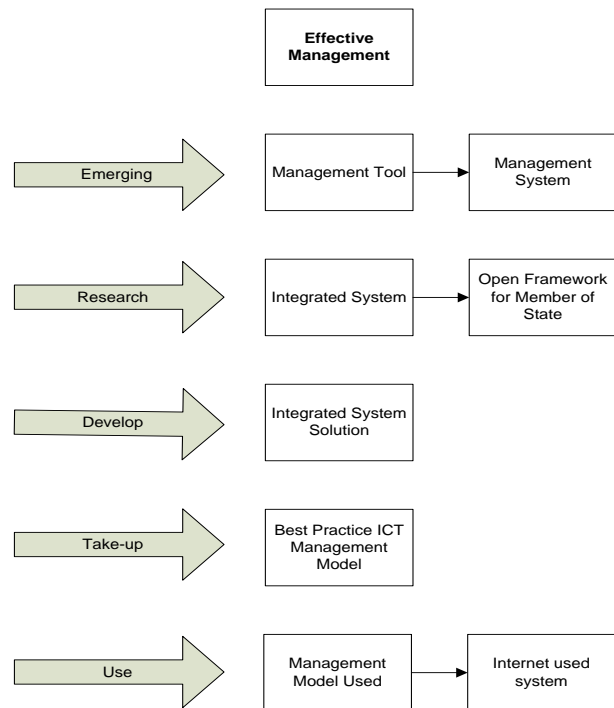 Effective
Management
Emerging
Management Tool
Management
System
Research
Integrated System
Open Framework
for Member of
State
Develop
Integrated System
Solution
Take-up
Best Practice ICT
Management
Model
Use
Management
Model Used
Internet used
system